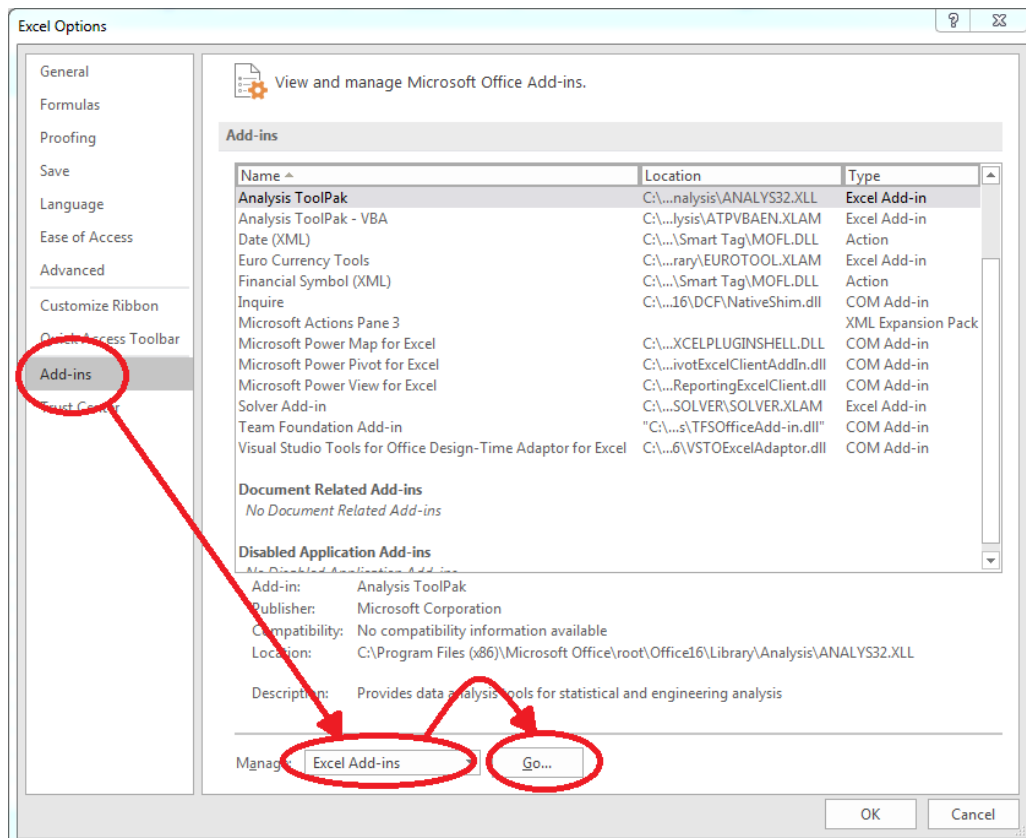 Excel Options
General
Formulas
Proofing
Save
Language
Ease of Access
Advanced
Customize Ribbon
Quick Access Toolbar
Add-ins
Trust Center
View and manage Microsoft Office Add-ins.
Add-ins
Name Location Type
Analysis ToolPak C:\...nalysis\ANALYS32.XLL Excel Add-in
Analysis ToolPak - VBA C:\...lysis\ATPVBAEN.XLAM Excel Add-in
Date (XML) C:\...\Smart Tag\MOFL.DLL Action
Euro Currency Tools C:\...rary\EUROTOOL.XLAM Excel Add-in
Financial Symbol (XML) C:\...\Smart Tag\MOFL.DLL Action
Inquire C:\...16\DCF\NativeShim.dll COM Add-in
Microsoft Actions Pane 3 XML Expansion Pack
Microsoft Power Map for Excel C:\...XCELPLUGINSHELL.DLL COM Add-in
Microsoft Power Pivot for Excel C:\...ivotExcelClientAddIn.dll COM Add-in
Microsoft Power View for Excel C:\...ReportingExcelClient.dll COM Add-in
Solver Add-in C:\...SOLVER\SOLVER.XLAM Excel Add-in
Team Foundation Add-in "C:\...s\TFSOfficeAdd-in.dll" COM Add-in
Visual Studio Tools for Office Design-Time Adaptor for Excel C:\...6\VSTOExcelAdaptor.dll COM Add-in
Document Related Add-ins
No Document Related Add-ins
Disabled Application Add-ins
No Disabled Application Add-ins
Add-in: Analysis ToolPak
Publisher: Microsoft Corporation
Compatibility: No compatibility information available
Location: C:\Program Files (x86)\Microsoft Office\root\Office16\Library\Analysis\ANALYS32.XLL
Description: Provides data analysis tools for statistical and engineering analysis
Manage: Excel Add-ins Go...
OK Cancel